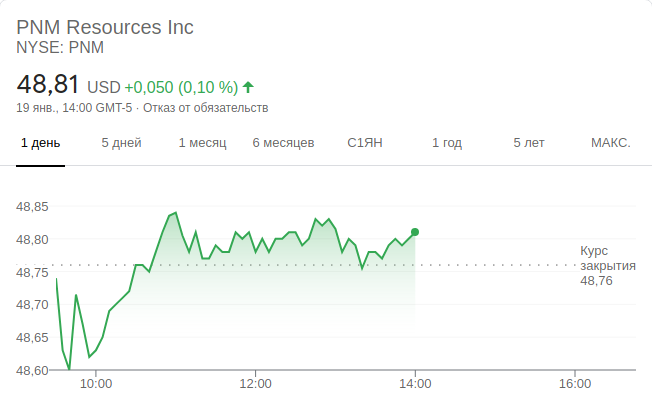 PNM Resources Inc
NYSE: PNM
48,81 USD +0,050 (0,10 %)
19 янв., 14:00 GMT-5 · Отказ от обязательств
1 день 5 дней 1 месяц 6 месяцев С1ЯН 1 год 5 лет МАКС.
48,85
48,80
48,75
48,70
48,65
48,60
Курс
закрытия
48,76
10:00 12:00 14:00 16:00